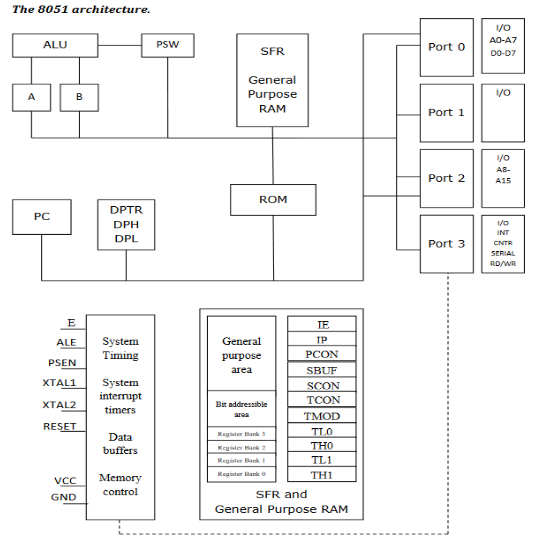 The 8051 architecture.
ALU
PSW
A
B
SFR
General
Purpose
RAM
Port 0
I/O
A0-A7
D0-D7
Port 1
I/O
Port 2
I/O
A8-
A15
Port 3
I/O
INT
CNTR
SERIAL
RD/WR
PC
DPTR
DPH
DPL
ROM
E
ALE
PSEN
XTAL1
XTAL2
RESET
VCC
GND
System
Timing
System
interrupt
timers
Data
buffers
Memory
control
General
purpose
area
Bit addressible
area
Register Bank 3
Register Bank 2
Register Bank 1
Register Bank 0
IE
IP
PCON
SBUF
SCON
TCON
TMOD
TL0
TH0
TL1
TH1
SFR and
General Purpose RAM